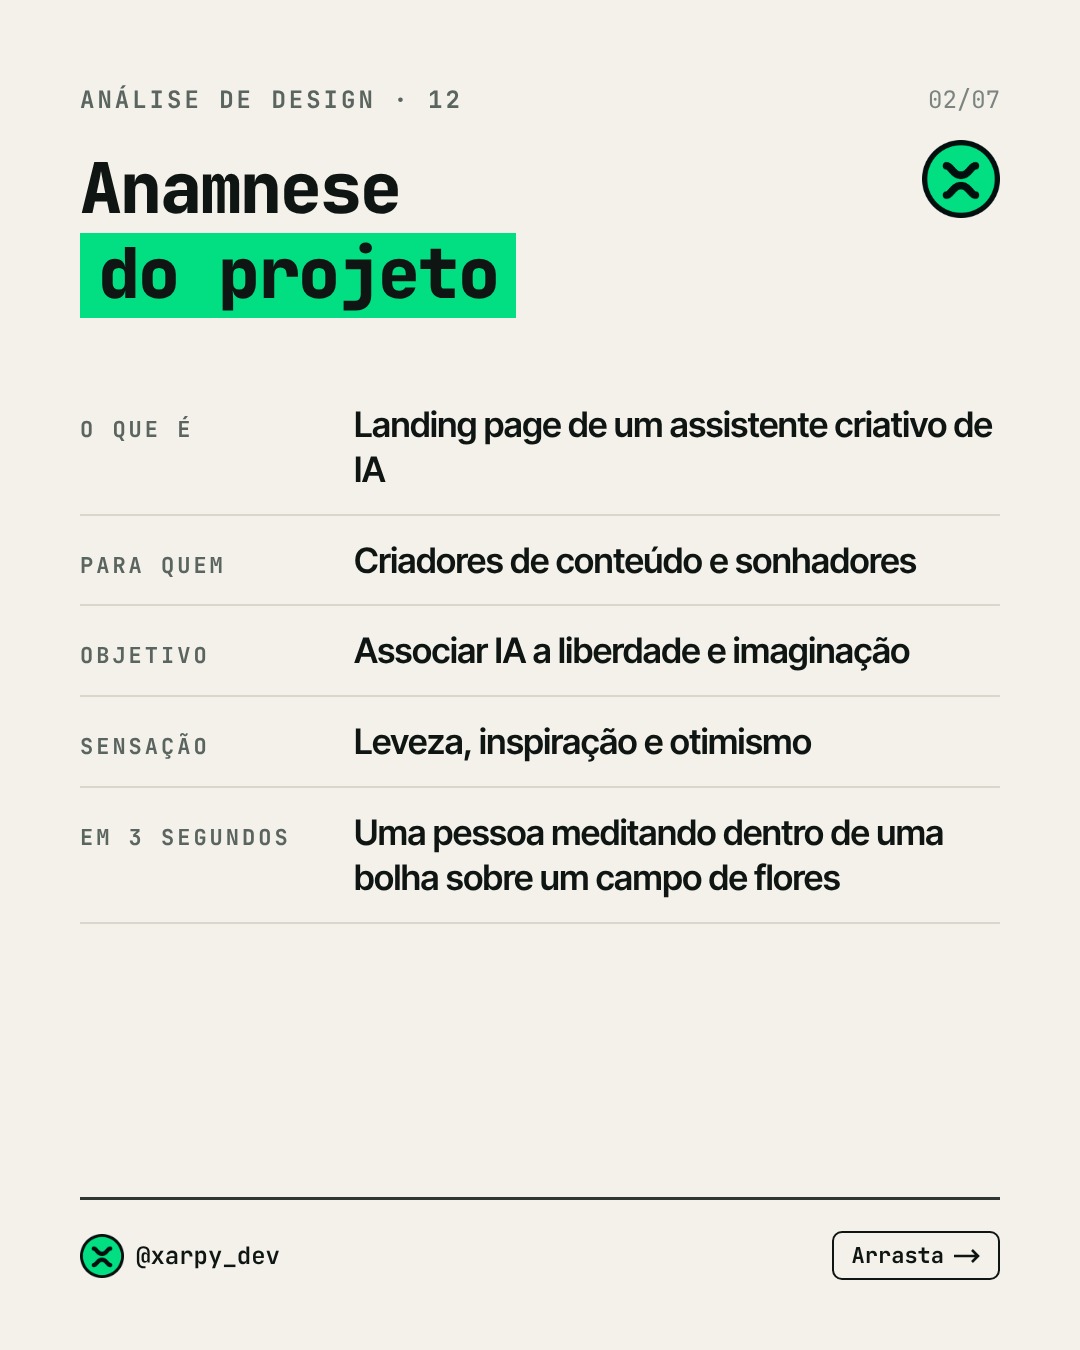 ANÁLISE DE DESIGN · 12
02/07
Anamnese
do projeto
O QUE É
Landing page de um assistente criativo de
IA
PARA QUEM
Criadores de conteúdo e sonhadores
OBJETIVO
Associar IA a liberdade e imaginação
SENSAÇÃO
Leveza, inspiração e otimismo
EM 3 SEGUNDOS
Uma pessoa meditando dentro de uma
bolha sobre um campo de flores
@xarpy_dev
Arrasta →